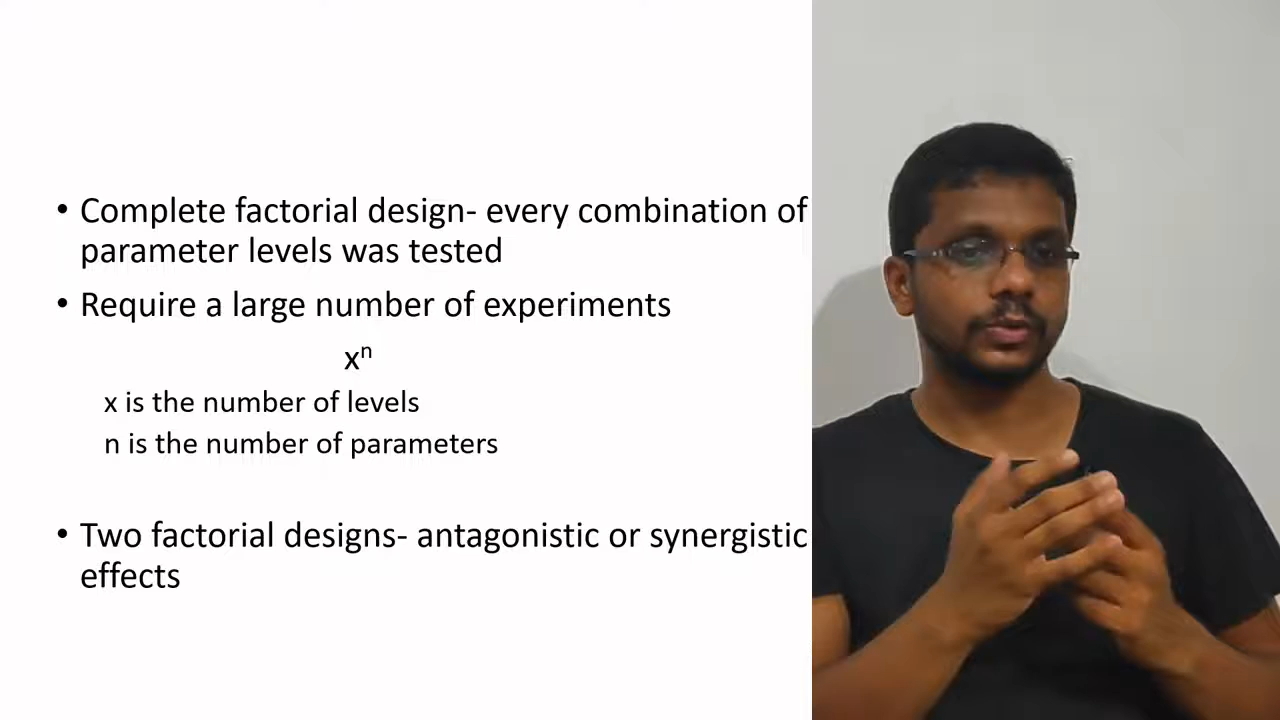 • Complete factorial design- every combination of
parameter levels was tested
• Require a large number of experiments
xⁿ
x is the number of levels
n is the number of parameters
• Two factorial designs- antagonistic or synergistic
effects